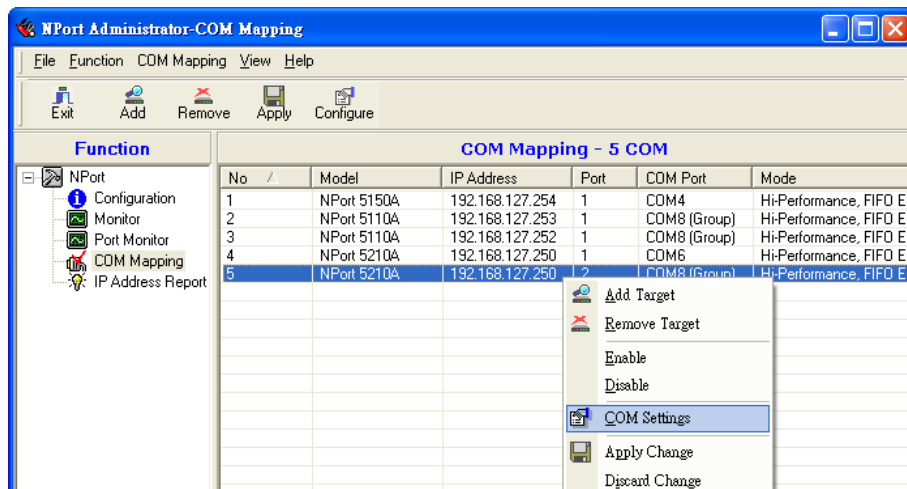 NPort Administrator-COM Mapping
File Function COM Mapping View Help
Exit Add Remove Apply Configure
Function
COM Mapping - 5 COM
NPort
Configuration
Monitor
Port Monitor
COM Mapping
IP Address Report
No Model IP Address Port COM Port Mode
1 NPort 5150A 192.168.127.254 1 COM4 Hi-Performance, FIFO E
2 NPort 5110A 192.168.127.253 1 COM8 (Group) Hi-Performance, FIFO E
3 NPort 5110A 192.168.127.252 1 COM8 (Group) Hi-Performance, FIFO E
4 NPort 5210A 192.168.127.250 1 COM6 Hi-Performance, FIFO E
5 NPort 5210A 192.168.127.250 2 COM8 (Group) Hi-Performance, FIFO E
Add Target
Remove Target
Enable
Disable
COM Settings
Apply Change
Discard Change